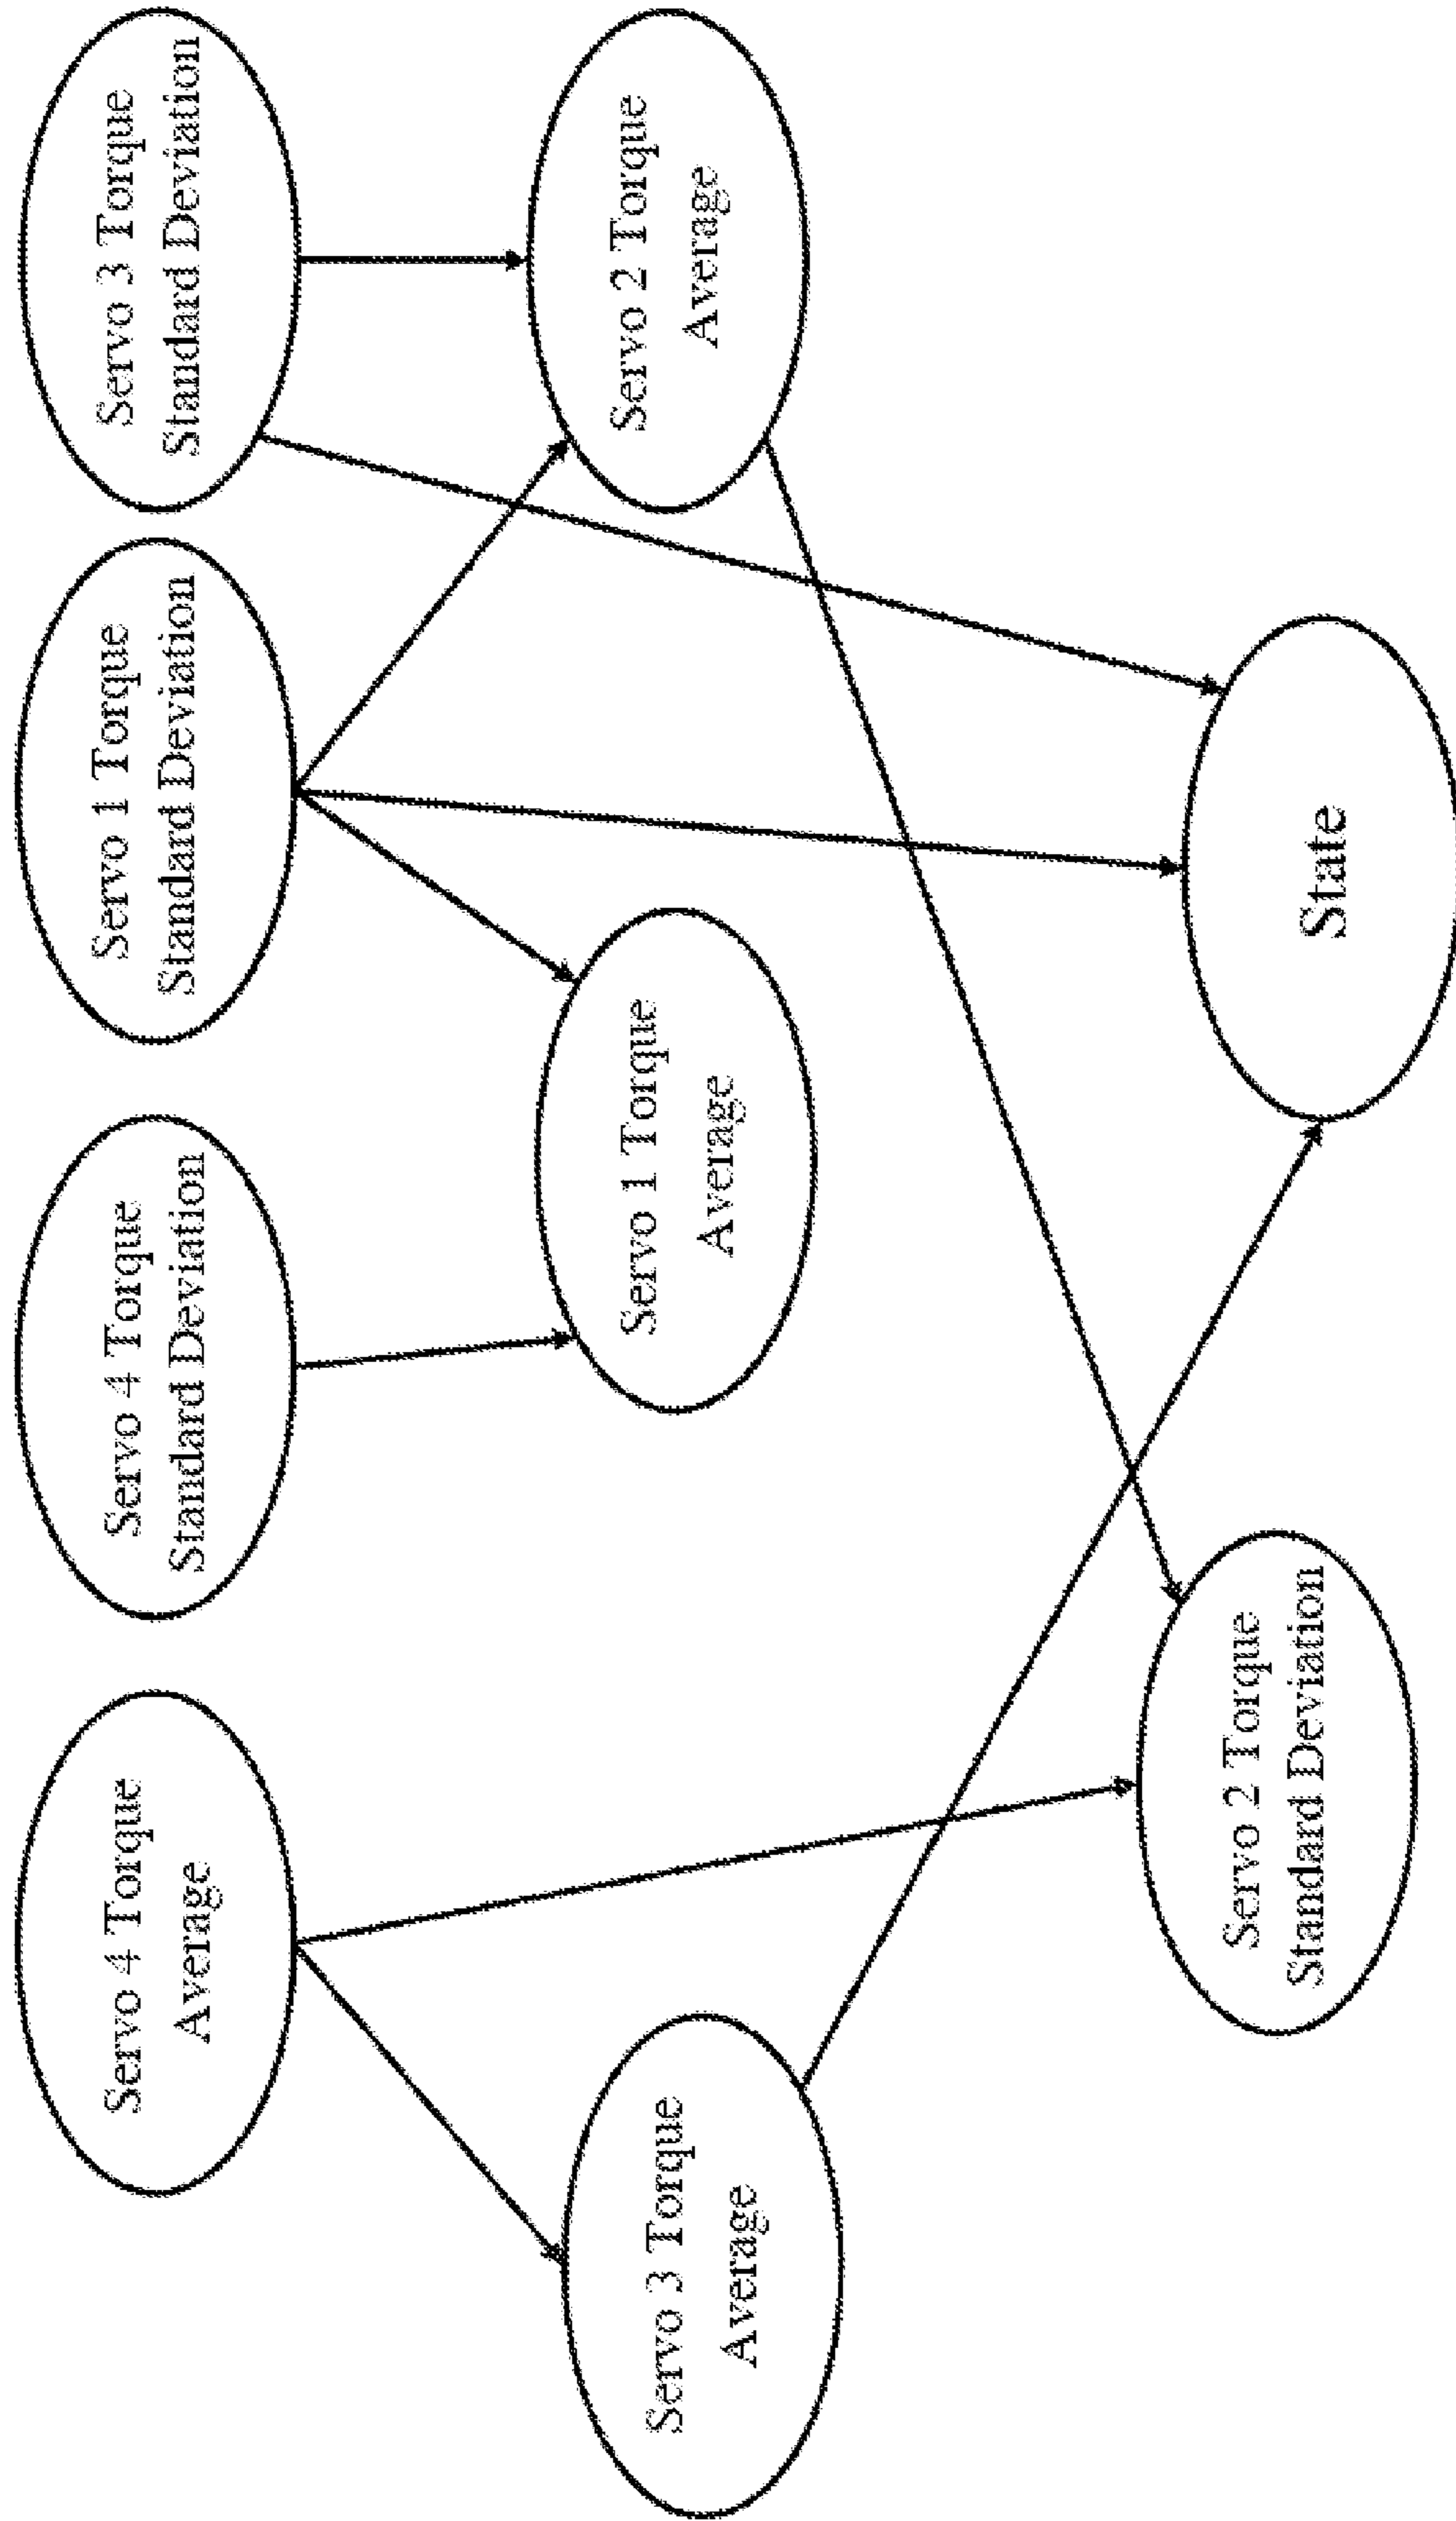 Servo 4 Torque
Average
Servo 4 Torque
Standard Deviation
Servo 1 Torque
Standard Deviation
Servo 3 Torque
Standard Deviation
Servo 3 Torque
Average
Servo 1 Torque
Average
Servo 2 Torque
Average
Servo 2 Torque
Standard Deviation
State